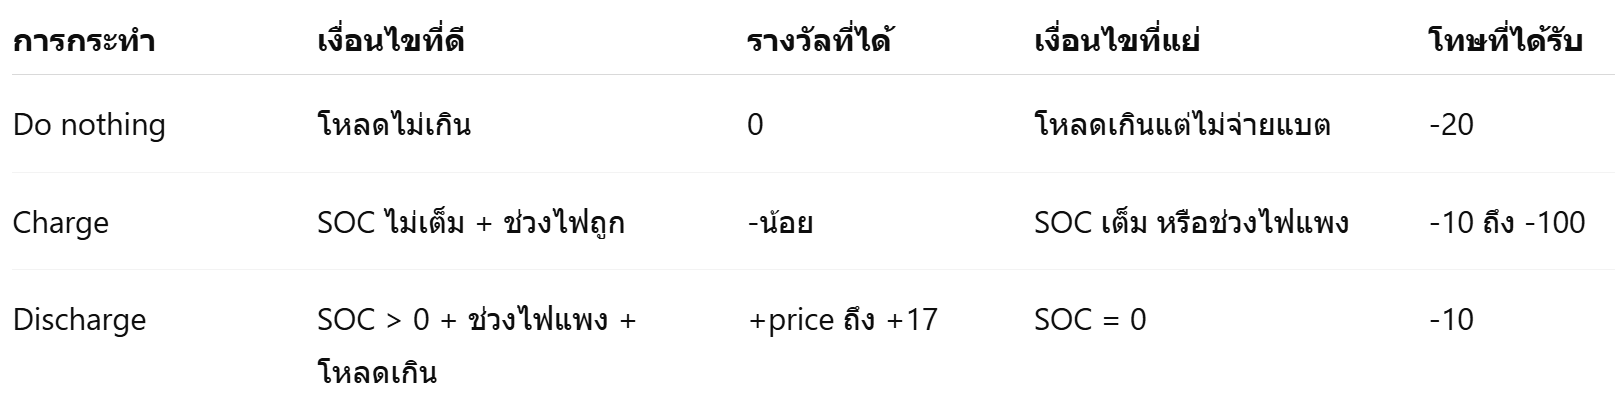 การกระทำ เงื่อนไขที่ดี รางวัลที่ได้ เงื่อนไขที่แย่ โทษที่ได้รับ
Do nothing โหลดไม่เกิน 0 โหลดเกินแต่ไม่จ่ายแบต -20
Charge SOC ไม่เต็ม + ช่วงไฟถูก -น้อย SOC เต็ม หรือช่วงไฟแพง -10 ถึง -100
Discharge SOC > 0 + ช่วงไฟแพง + +price ถึง +17 SOC = 0 -10
โหลดเกิน